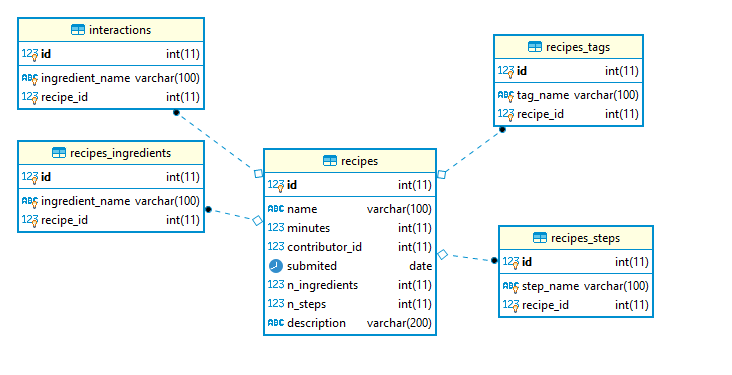 interactions
123 id int(11)
ABC ingredient_name varchar(100)
123 recipe_id int(11)
recipes_ingredients
123 id int(11)
ABC ingredient_name varchar(100)
123 recipe_id int(11)
recipes
123 id int(11)
ABC name varchar(100)
123 minutes int(11)
123 contributor_id int(11)
submited date
123 n_ingredients int(11)
123 n_steps int(11)
ABC description varchar(200)
recipes_tags
123 id int(11)
ABC tag_name varchar(100)
123 recipe_id int(11)
recipes_steps
123 id int(11)
ABC step_name varchar(100)
123 recipe_id int(11)